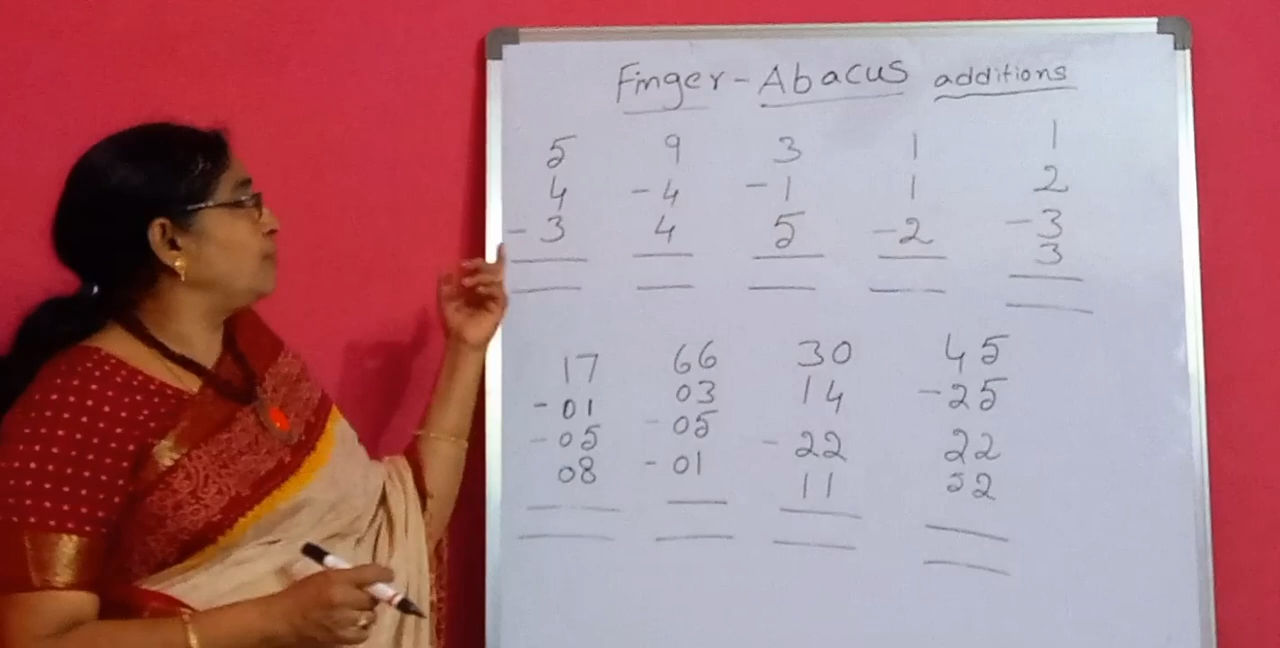 Finger-Abacus additions
5 9 3 1 1
4 -4 -1 1 2
-3 4 5 -2 -3
3
17 66 30 45
-01 03 14 -25
-05 -05 -22 22
08 -01 11